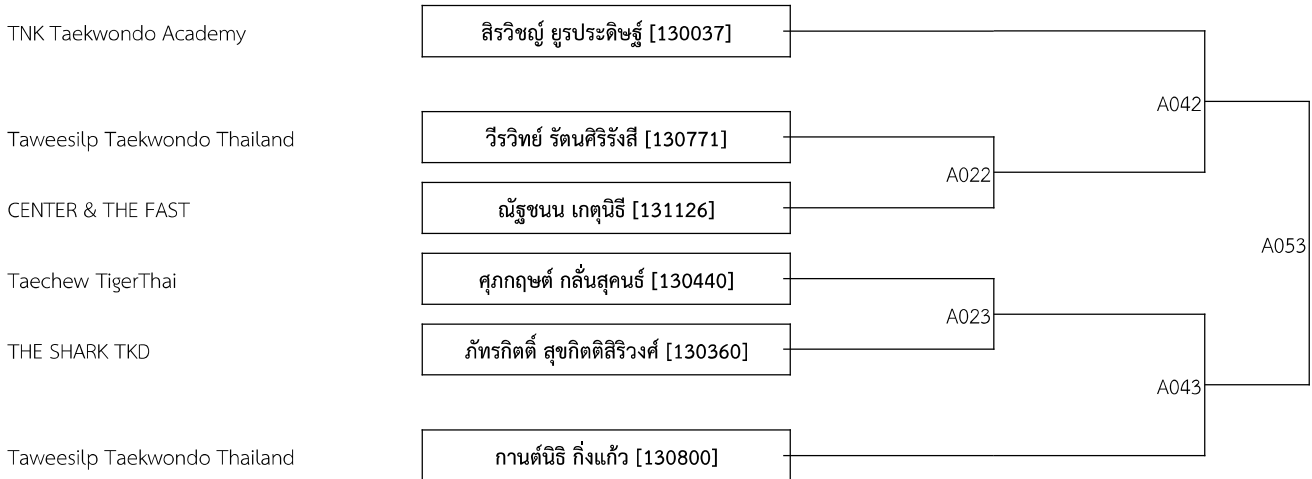 TNK Taekwondo Academy
สิรวิชญ์ ยูรประดิษฐ์ [130037]
A042
Taweesilp Taekwondo Thailand
วีรวิทย์ รัตนศิริรังสี [130771]
A022
CENTER & THE FAST
ณัฐชนน เกตุนิธี [131126]
A053
Taechew TigerThai
ศุภกฤษต์ กลั่นสุคนธ์ [130440]
A023
THE SHARK TKD
ภัทรกิตติ์ สุขกิตติสิริวงศ์ [130360]
A043
Taweesilp Taekwondo Thailand
กานต์นิธิ กิ่งแก้ว [130800]